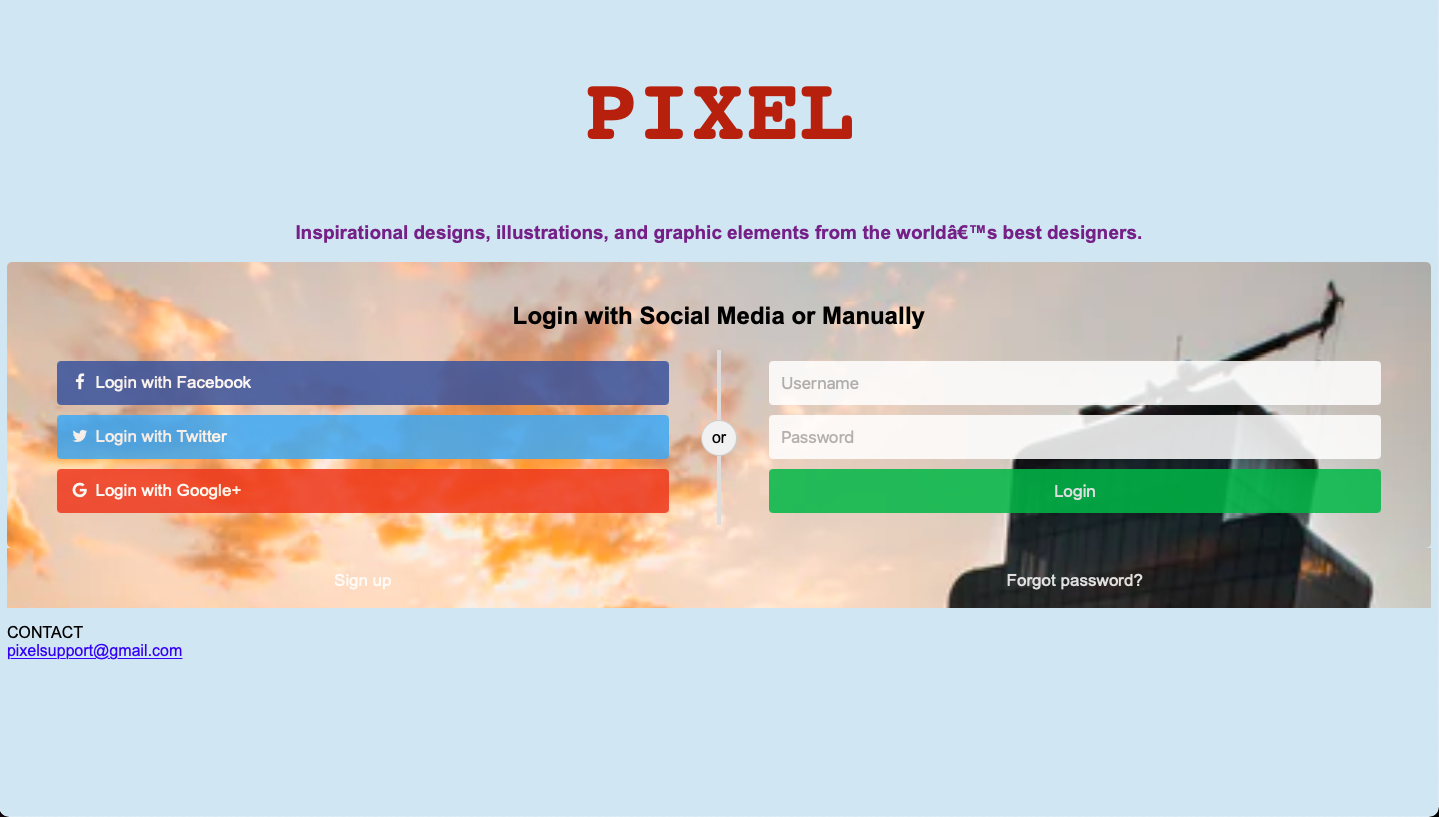 PIXEL
Inspirational designs, illustrations, and graphic elements from the worldâ€™s best designers.
Login with Social Media or Manually
Login with Facebook
Login with Twitter
Login with Google+
or
Username
Password
Login
Sign up
Forgot password?
CONTACT
pixelsupport@gmail.com